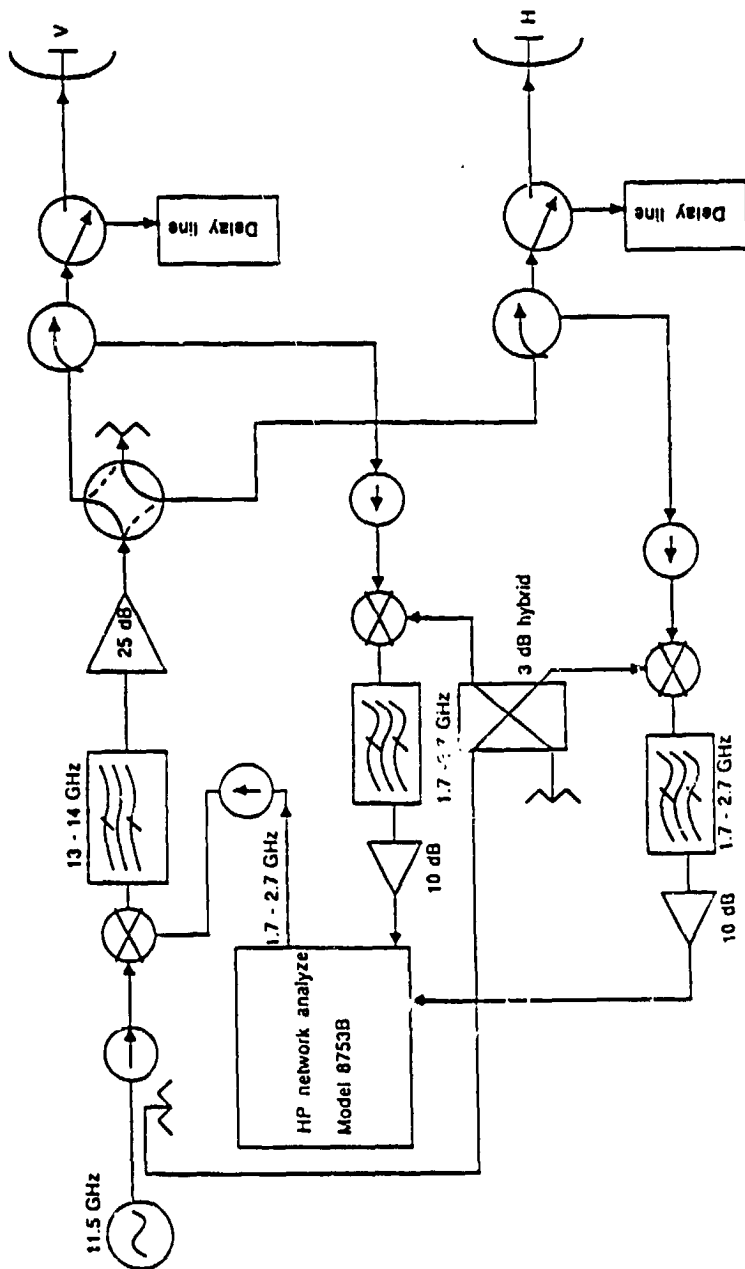 V
H
Delay line
Delay line
25 dB
13 - 14 GHz
3 dB hybrid
1.7 - 2.7 GHz
10 dB
1.7 - 2.7 GHz
10 dB
HP network analyze
Model 8753B
11.5 GHz